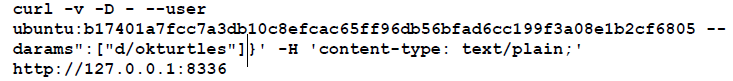 curl -v -D - --user
ubuntu:b17401a7fcc7a3db10c8efcac65ff96db56bfad6cc199f3a08e1b2cf6805 --
darams":["d/okturtles"]}' -H 'content-type: text/plain;'
http://127.0.0.1:8336